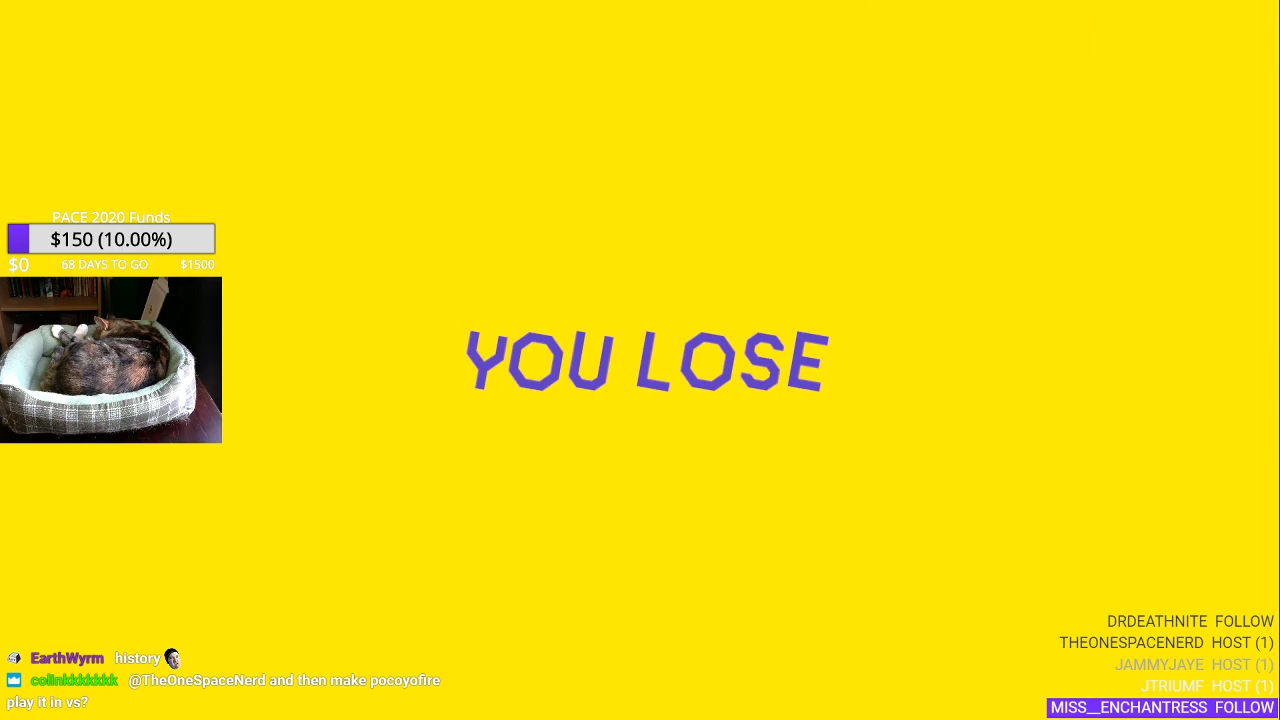 PACE 2020 Funds
$150 (10.00%)
$0 68 DAYS TO GO $1500
YOU LOSE
DRDEATHNITE FOLLOW
THEONESPACENERD HOST (1)
JAMMYJAYE HOST (1)
JTRIUMF HOST (1)
MISS__ENCHANTRESS FOLLOW
EarthWyrm history
colinkkkkkkk @TheOneSpaceNerd and then make pocoyofire
play it in vs?